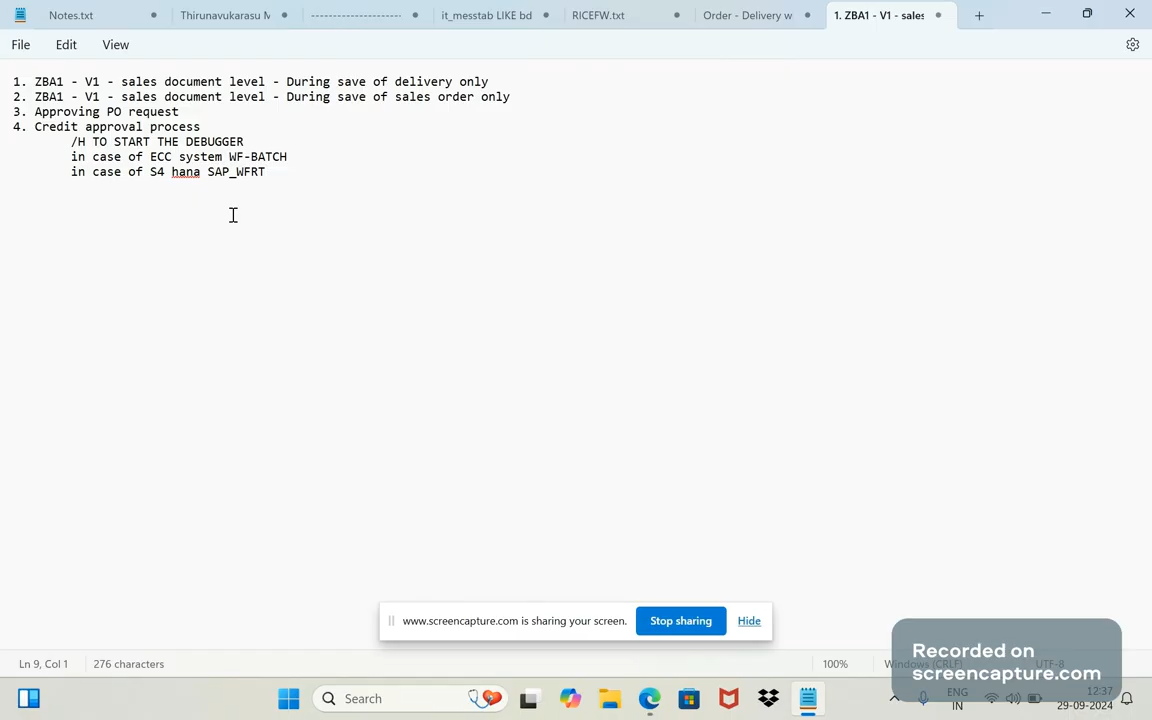 Notes.txt
Thirunavukarasu M
--------------------
it_messtab LIKE bd
RICEFW.txt
Order - Delivery w
1. ZBA1 - V1 - sales
File Edit View
1. ZBA1 - V1 - sales document level - During save of delivery only
2. ZBA1 - V1 - sales document level - During save of sales order only
3. Approving PO request
4. Credit approval process
/H TO START THE DEBUGGER
in case of ECC system WF-BATCH
in case of S4 hana SAP_WFRT
www.screencapture.com is sharing your screen. Stop sharing Hide
Recorded on
screencapture.com
Ln 9, Col 1 276 characters 100% Windows (CRLF) UTF-8
Search
ENG
IN
12:37
29-09-2024